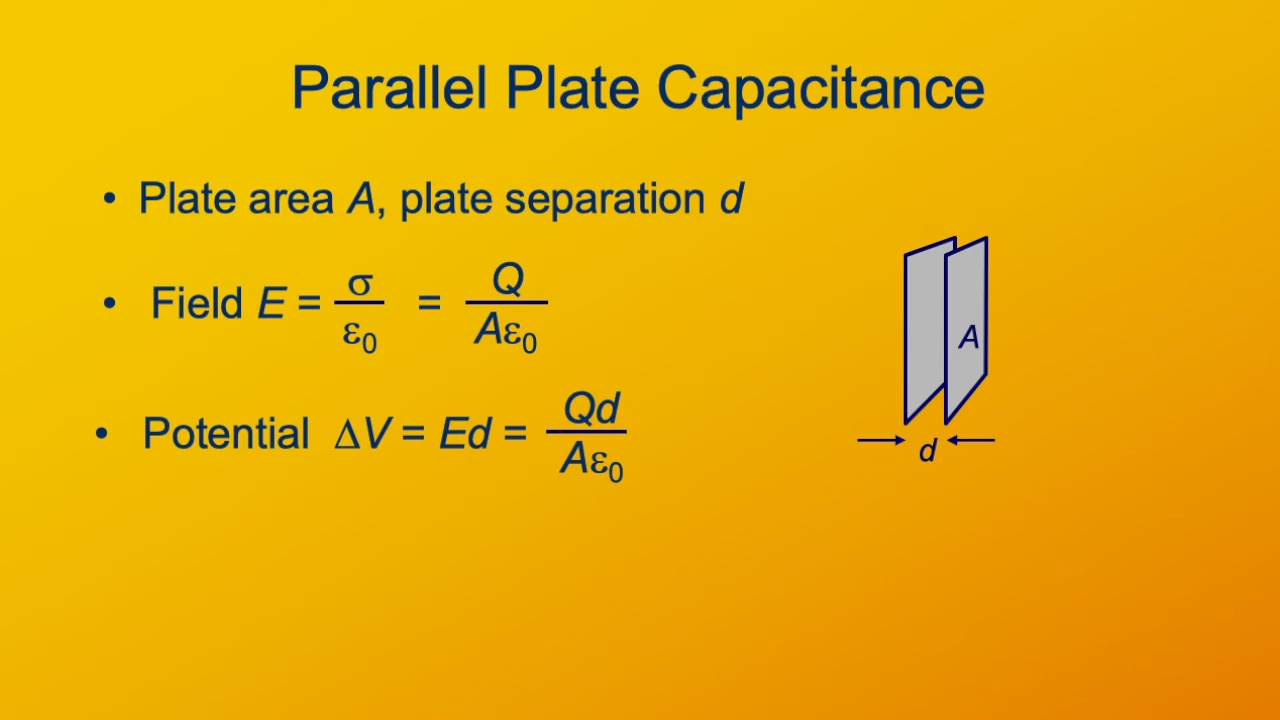 Parallel Plate Capacitance
• Plate area A, plate separation d
• Field E = σ/ε₀ = Q/Aε₀
• Potential ΔV = Ed = Qd/Aε₀
A
d